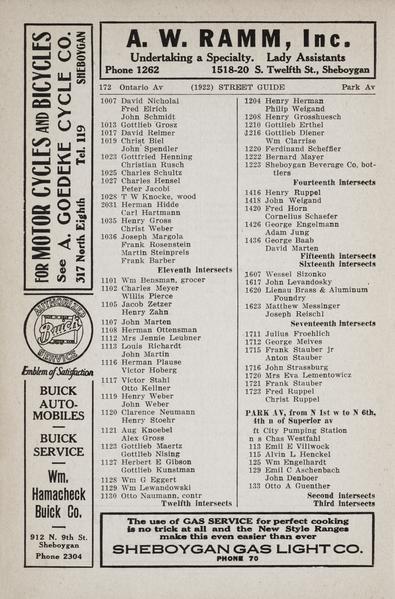 FOR MOTOR CYCLES AND BICYCLES
See A. GOEDEKE CYCLE CO.
317 North Eighth Tel. 119 SHEBOYGAN
AUTHORIZED
Buick
SERVICE
Emblem of Satisfaction
BUICK
AUTO-
MOBILES
BUICK
SERVICE
Wm.
Hamacheck
Buick Co.
912 N. 9th St.
Sheboygan
Phone 2304
A. W. RAMM, Inc.
Undertaking a Specialty. Lady Assistants
Phone 1262 1518-20 S. Twelfth St., Sheboygan
172 Ontario Av (1922) STREET GUIDE Park Av
1007 David Nicholai
Fred Elrich
John Schmidt
1013 Gottlieb Grosz
1017 David Reimer
1019 Christ Biel
John Spendler
1023 Gottfried Henning
Christian Rusch
1025 Charles Schultz
1027 Charles Hensel
Peter Jacobi
1028 T W Knocke, wood
2031 Herman Hidde
Carl Hartmann
1035 Henry Gross
Christ Weber
1036 Joseph Margola
Frank Rosenstein
Martin Steinpreis
Frank Barber
Eleventh intersects
1101 Wm Bensman, grocer
1102 Charles Meyer
Willis Pierce
1105 Jacob Zetzer
Henry Zahn
1107 John Marten
1108 Herman Ottensman
1112 Mrs Jennie Leubner
1113 Louis Richardt
John Martin
1116 Herman Plause
Victor Hoberg
1117 Victor Stahl
Otto Kellner
1119 Henry Weber
John Weber
1120 Clarence Neumann
Henry Stoehr
1121 Aug Knoebel
Alex Gross
1123 Gottlieb Maertz
Gottlieb Nising
1127 Herbert E Gibson
Gottlieb Kunstman
1128 Wm G Eggert
1129 Wm Lewandowski
1130 Otto Naumann, contr
Twelfth intersects
1204 Henry Herman
Philip Weigand
1208 Henry Grosshuesch
1210 Gottlieb Erthel
J216 Gottlieb Diener
Wm Clarrise
1220 Ferdinand Scheffler
1222 Bernard Mayer
1223 Sheboygan Beverage Co, bot-
tlers
Fourteenth intersects
1416 Henry Ruppel
1418 John Weigand
1420 Fred Horn
Cornelius Schaefer
1426 George Engelmann
Adam Jung
1436 George Baab
David Marten
Fifteenth intersects
Sixteenth intersects
1607 Wessel Sizonko
1617 John Levandosky
1620 Lienau Brass & Aluminum
Foundry
1623 Matthew Messinger
Joseph Reischl
Seventeenth intersects
1711 Julius Froehlich
1712 George Meives
1715 Frank Stauber jr
Anton Stauber
1716 John Strassburg
1720 Mrs Eva Lementowicz
1721 Frank Stauber
1723 Fred Ruppel
Christ Ruppel
PARK AV, from N 1st w to N 6th,
4th n of Superior av
ft City Pumping Station
n s Chas Westfahl
113 Emil E Villwock
115 Alvin L Henckel
125 Wm Engelhardt
129 Emil C Aschenbach
John Denboer
133 Otto A Guenther
Second intersects
Third intersects
The use of GAS SERVICE for perfect cooking
is no trick at all and the New Style Ranges
make this even easier than ever
SHEBOYGAN GAS LIGHT CO.
PHONE 70